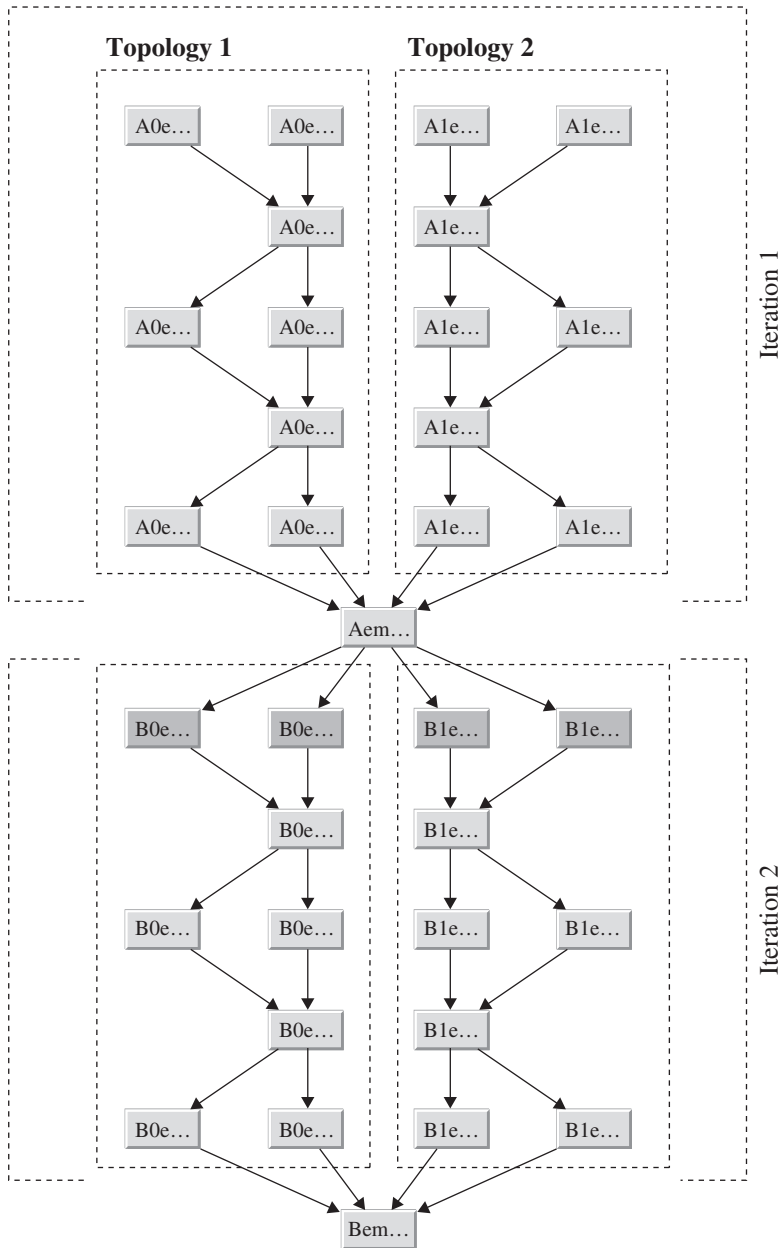 Topology 1 Topology 2
A0e… A0e… A1e… A1e…
A0e… A1e…
Iteration 1
A0e… A0e… A1e… A1e…
A0e… A1e…
A0e… A0e… A1e… A1e…
Aem…
B0e… B0e… B1e… B1e…
B0e… B1e…
Iteration 2
B0e… B0e… B1e… B1e…
B0e… B1e…
B0e… B0e… B1e… B1e…
Bem…